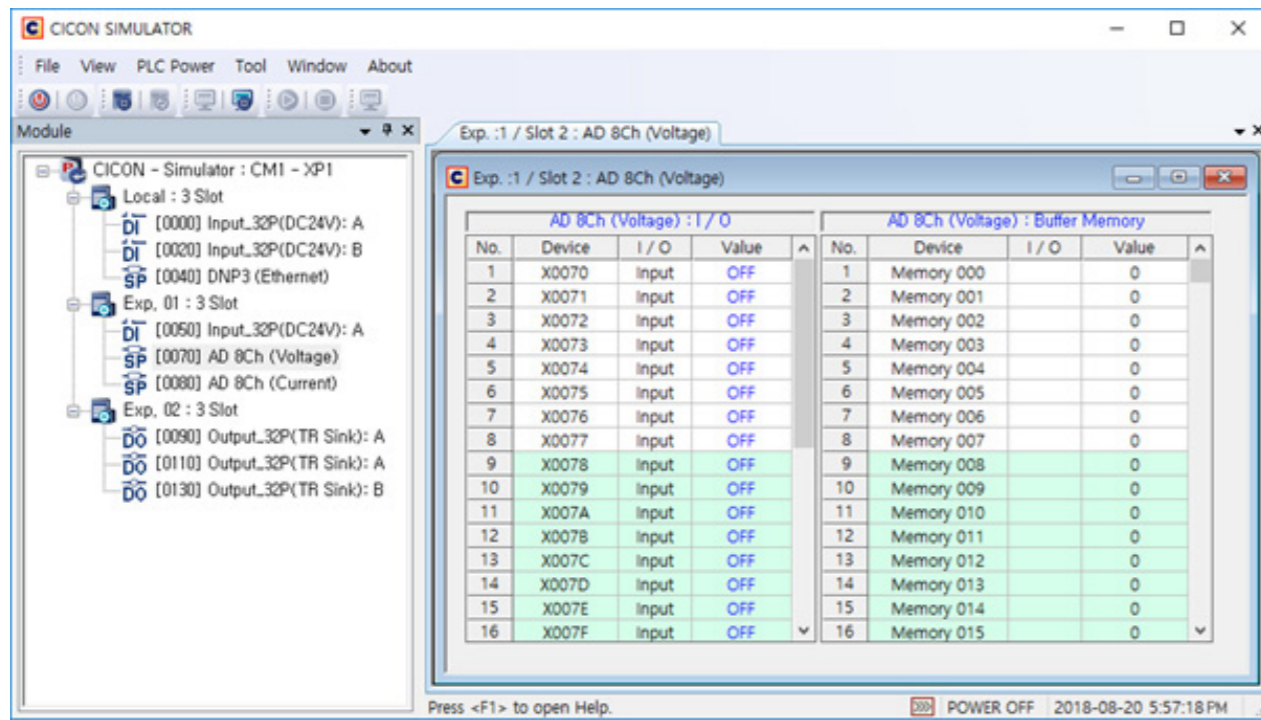 CICON SIMULATOR
File View PLC Power Tool Window About
Module
CICON - Simulator : CM1 - XP1
Local : 3 Slot
DI [0000] Input_32P(DC24V): A
DI [0020] Input_32P(DC24V): B
SP [0040] DNP3 (Ethernet)
Exp, 01 : 3 Slot
DI [0050] Input_32P(DC24V): A
SP [0070] AD 8Ch (Voltage)
SP [0080] AD 8Ch (Current)
Exp, 02 : 3 Slot
DO [0090] Output_32P(TR Sink): A
DO [0110] Output_32P(TR Sink): A
DO [0130] Output_32P(TR Sink): B
Exp. :1 / Slot 2 : AD 8Ch (Voltage)
Exp. :1 / Slot 2 : AD 8Ch (Voltage)
AD 8Ch (Voltage) : I / O
No. Device I / O Value
1 X0070 Input OFF
2 X0071 Input OFF
3 X0072 Input OFF
4 X0073 Input OFF
5 X0074 Input OFF
6 X0075 Input OFF
7 X0076 Input OFF
8 X0077 Input OFF
9 X0078 Input OFF
10 X0079 Input OFF
11 X007A Input OFF
12 X007B Input OFF
13 X007C Input OFF
14 X007D Input OFF
15 X007E Input OFF
16 X007F Input OFF
AD 8Ch (Voltage) : Buffer Memory
No. Device I / O Value
1 Memory 000 0
2 Memory 001 0
3 Memory 002 0
4 Memory 003 0
5 Memory 004 0
6 Memory 005 0
7 Memory 006 0
8 Memory 007 0
9 Memory 008 0
10 Memory 009 0
11 Memory 010 0
12 Memory 011 0
13 Memory 012 0
14 Memory 013 0
15 Memory 014 0
16 Memory 015 0
Press <F1> to open Help. POWER OFF 2018-08-20 5:57:18 PM